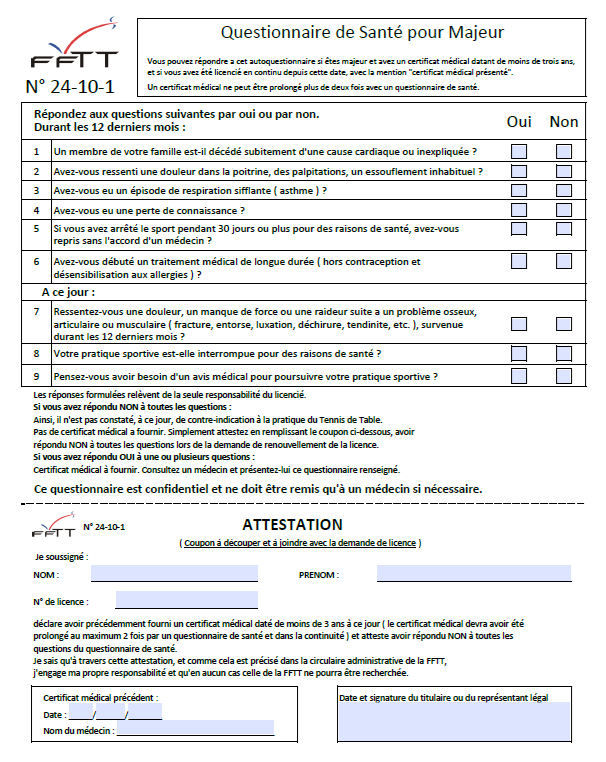 FFTT
N° 24-10-1
Questionnaire de Santé pour Majeur
Vous pouvez répondre a cet autoquestionnaire si êtes majeur et avez un certificat médical datant de moins de trois ans,
et si vous avez été licencié en continu depuis cette date, avec la mention "certificat médical présenté".
Un certificat médical ne peut être prolongé plus de deux fois avec un questionnaire de santé.
Répondez aux questions suivantes par oui ou par non.
Durant les 12 derniers mois :
Oui Non
1 Un membre de votre famille est-il décédé subitement d'une cause cardiaque ou inexpliquée ?
2 Avez-vous ressenti une douleur dans la poitrine, des palpitations, un essouflement inhabituel ?
3 Avez-vous eu un épisode de respiration sifflante ( asthme ) ?
4 Avez-vous eu une perte de connaissance ?
5 Si vous avez arrêté le sport pendant 30 jours ou plus pour des raisons de santé, avez-vous
repris sans l'accord d'un médecin ?
6 Avez-vous débuté un traitement médical de longue durée ( hors contraception et
désensibilisation aux allergies ) ?
A ce jour :
7 Ressentez-vous une douleur, un manque de force ou une raideur suite a un problème osseux,
articulaire ou musculaire ( fracture, entorse, luxation, déchirure, tendinite, etc. ), survenue
durant les 12 derniers mois ?
8 Votre pratique sportive est-elle interrompue pour des raisons de santé ?
9 Pensez-vous avoir besoin d'un avis médical pour poursuivre votre pratique sportive ?
Les réponses formulées relèvent de la seule responsabilité du licencié.
Si vous avez répondu NON à toutes les questions :
Ainsi, il n'est pas constaté, à ce jour, de contre-indication à la pratique du Tennis de Table.
Pas de certificat médical a fournir. Simplement attestez en remplissant le coupon ci-dessous, avoir
répondu NON à toutes les questions lors de la demande de renouvellement de la licence.
Si vous avez répondu OUI à une ou plusieurs questions :
Certificat médical à fournir. Consultez un médecin et présentez-lui ce questionnaire renseigné.
Ce questionnaire est confidentiel et ne doit être remis qu'à un médecin si nécessaire.
FFTT
N° 24-10-1
ATTESTATION
( Coupon à découper et à joindre avec la demande de licence )
Je soussigné :
NOM : PRENOM :
N° de licence :
déclare avoir précédemment fourni un certificat médical daté de moins de 3 ans à ce jour ( le certificat médical devra avoir été
prolongé au maximum 2 fois par un questionnaire de santé et dans la continuité ) et atteste avoir répondu NON à toutes les
questions du questionnaire de santé.
Je sais qu'à travers cette attestation, et comme cela est précisé dans la circulaire administrative de la FFTT,
j'engage ma propre responsabilité et qu'en aucun cas celle de la FFTT ne pourra être recherchée.
Certificat médical précédent :
Date : / /
Nom du médecin :
Date et signature du titulaire ou du représentant légal